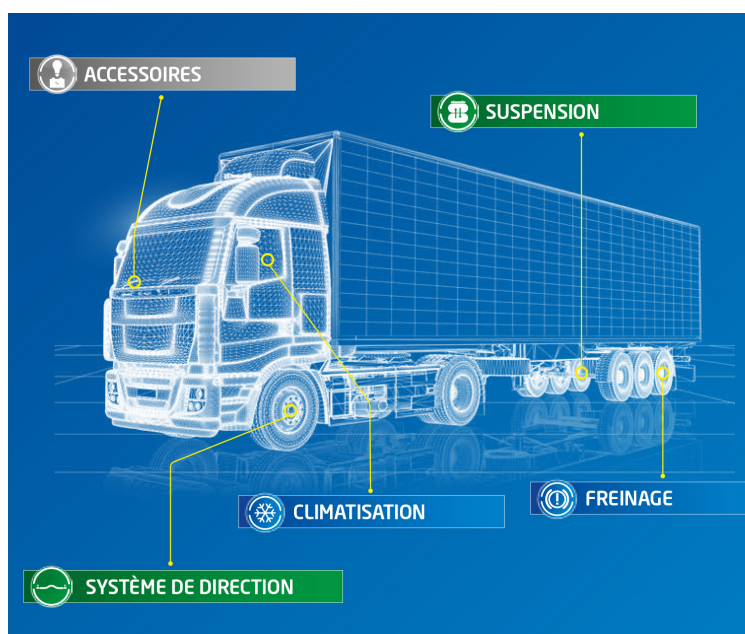 ACCESSOIRES
SUSPENSION
FREINAGE
CLIMATISATION
SYSTÈME DE DIRECTION